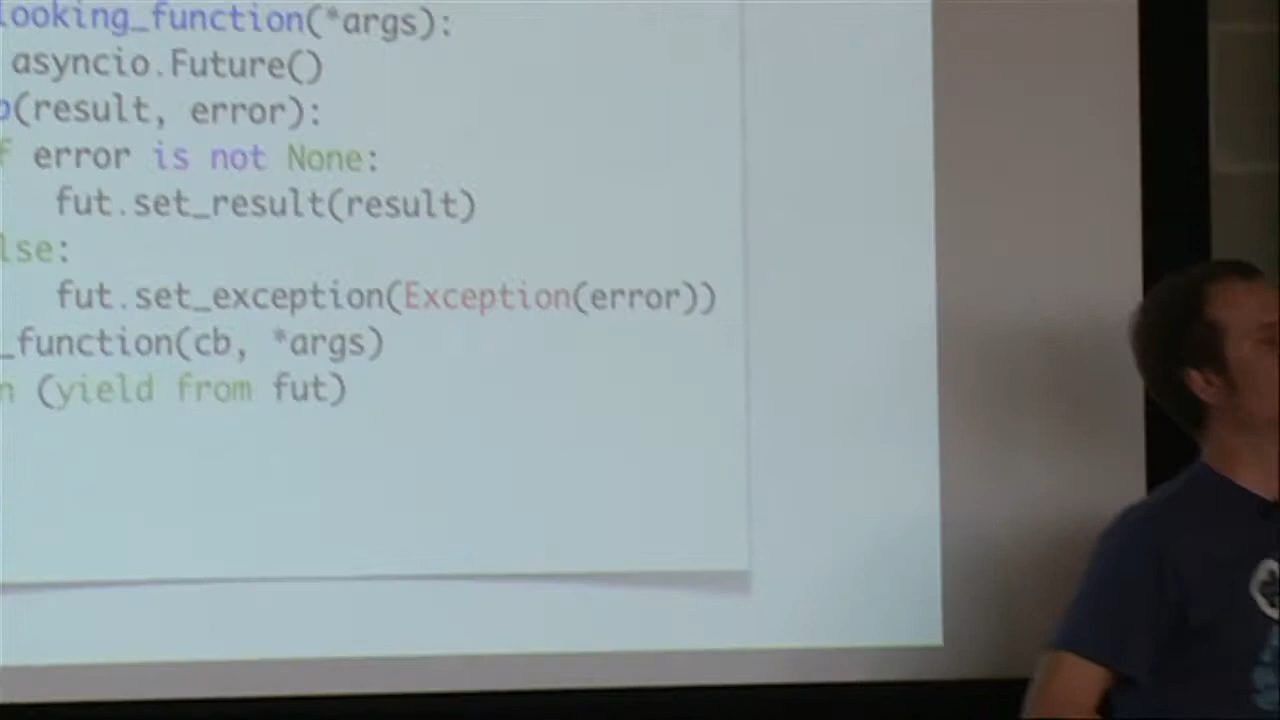 looking_function(*args):
asyncio.Future()
(result, error):
error is not None:
fut.set_result(result)
lse:
fut.set_exception(Exception(error))
_function(cb, *args)
n (yield from fut)